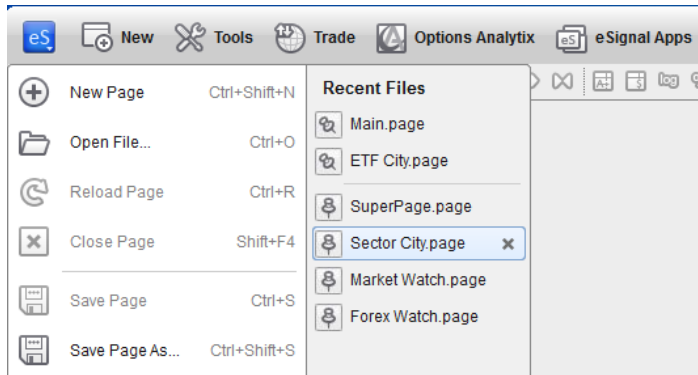 eS New Tools Trade Options Analytix eS eSignal Apps
New Page Ctrl+Shift+N
Open File... Ctrl+O
Reload Page Ctrl+R
Close Page Shift+F4
Save Page Ctrl+S
Save Page As... Ctrl+Shift+S
Recent Files
Main.page
ETF City.page
SuperPage.page
Sector City.page
Market Watch.page
Forex Watch.page
log